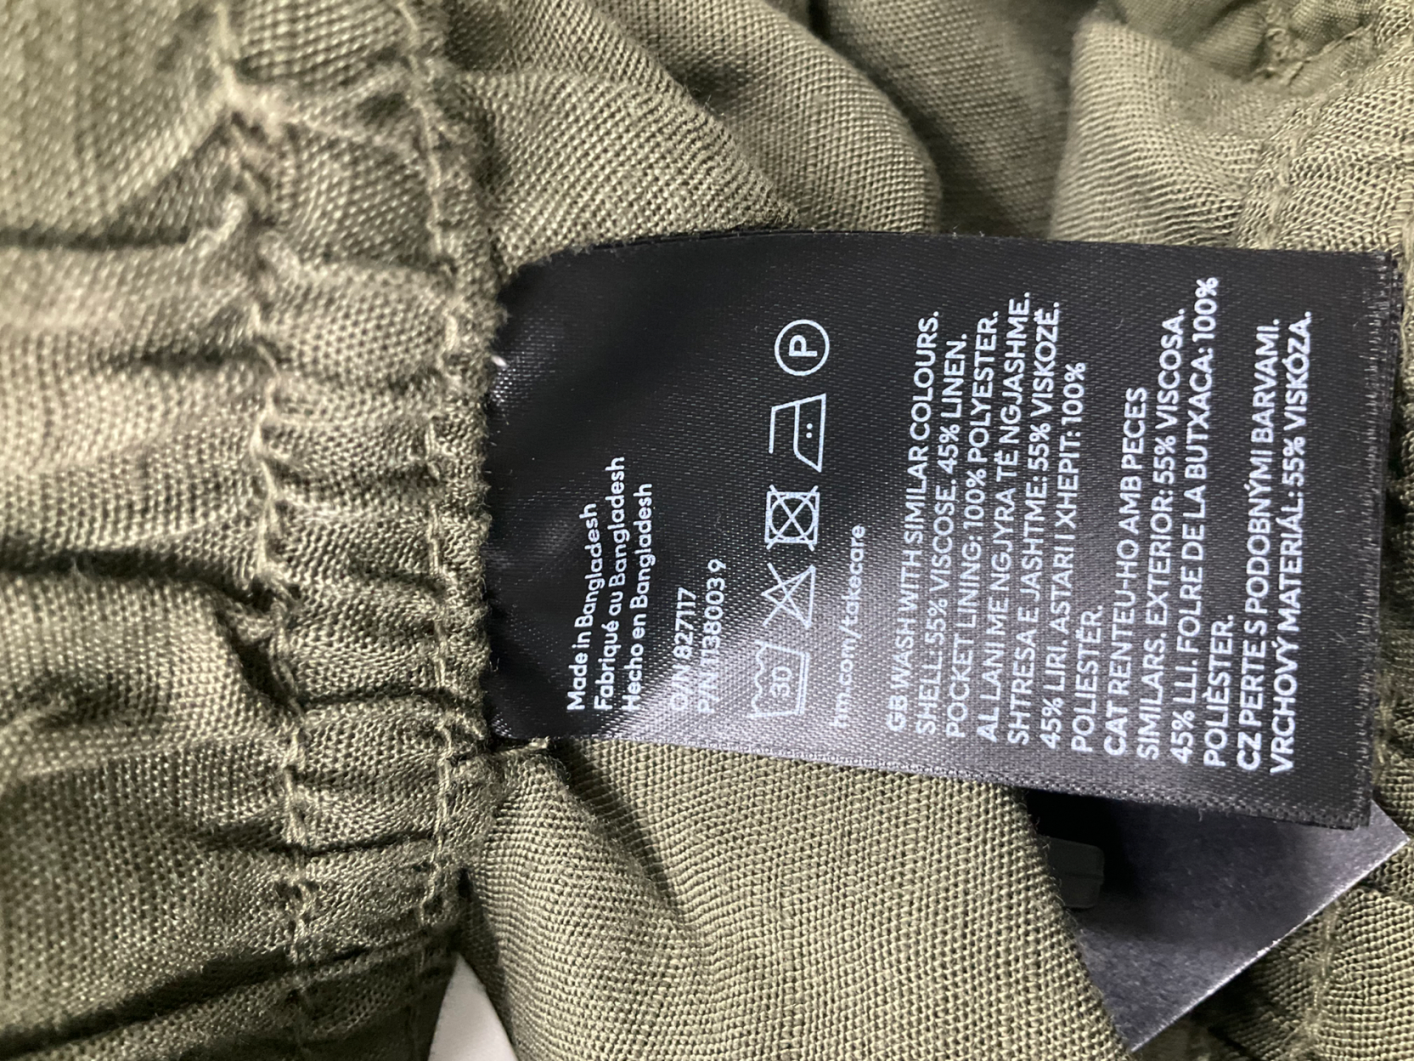 Made in Bangladesh
Fabriqué au Bangladesh
Hecho en Bangladesh
O/N 827117
P/N 1138003 9
30
P
hm.com/takecare
GB WASH WITH SIMILAR COLOURS.
SHELL: 55% VISCOSE. 45% LINEN.
POCKET LINING: 100% POLYESTER.
AL LANI ME NGJYRA TË NGJASHME.
SHTRESA E JASHTME: 55% VISKOZË.
45% LIRI. ASTARI I XHEPIT: 100%
POLIESTËR.
CAT RENTEU-HO AMB PECES
SIMILARS. EXTERIOR: 55% VISCOSA.
45% LLI. FOLRE DE LA BUTXACA: 100%
POLIÈSTER.
CZ PERTE S PODOBNÝMI BARVAMI.
VRCHOVÝ MATERIÁL: 55% VISKÓZA.